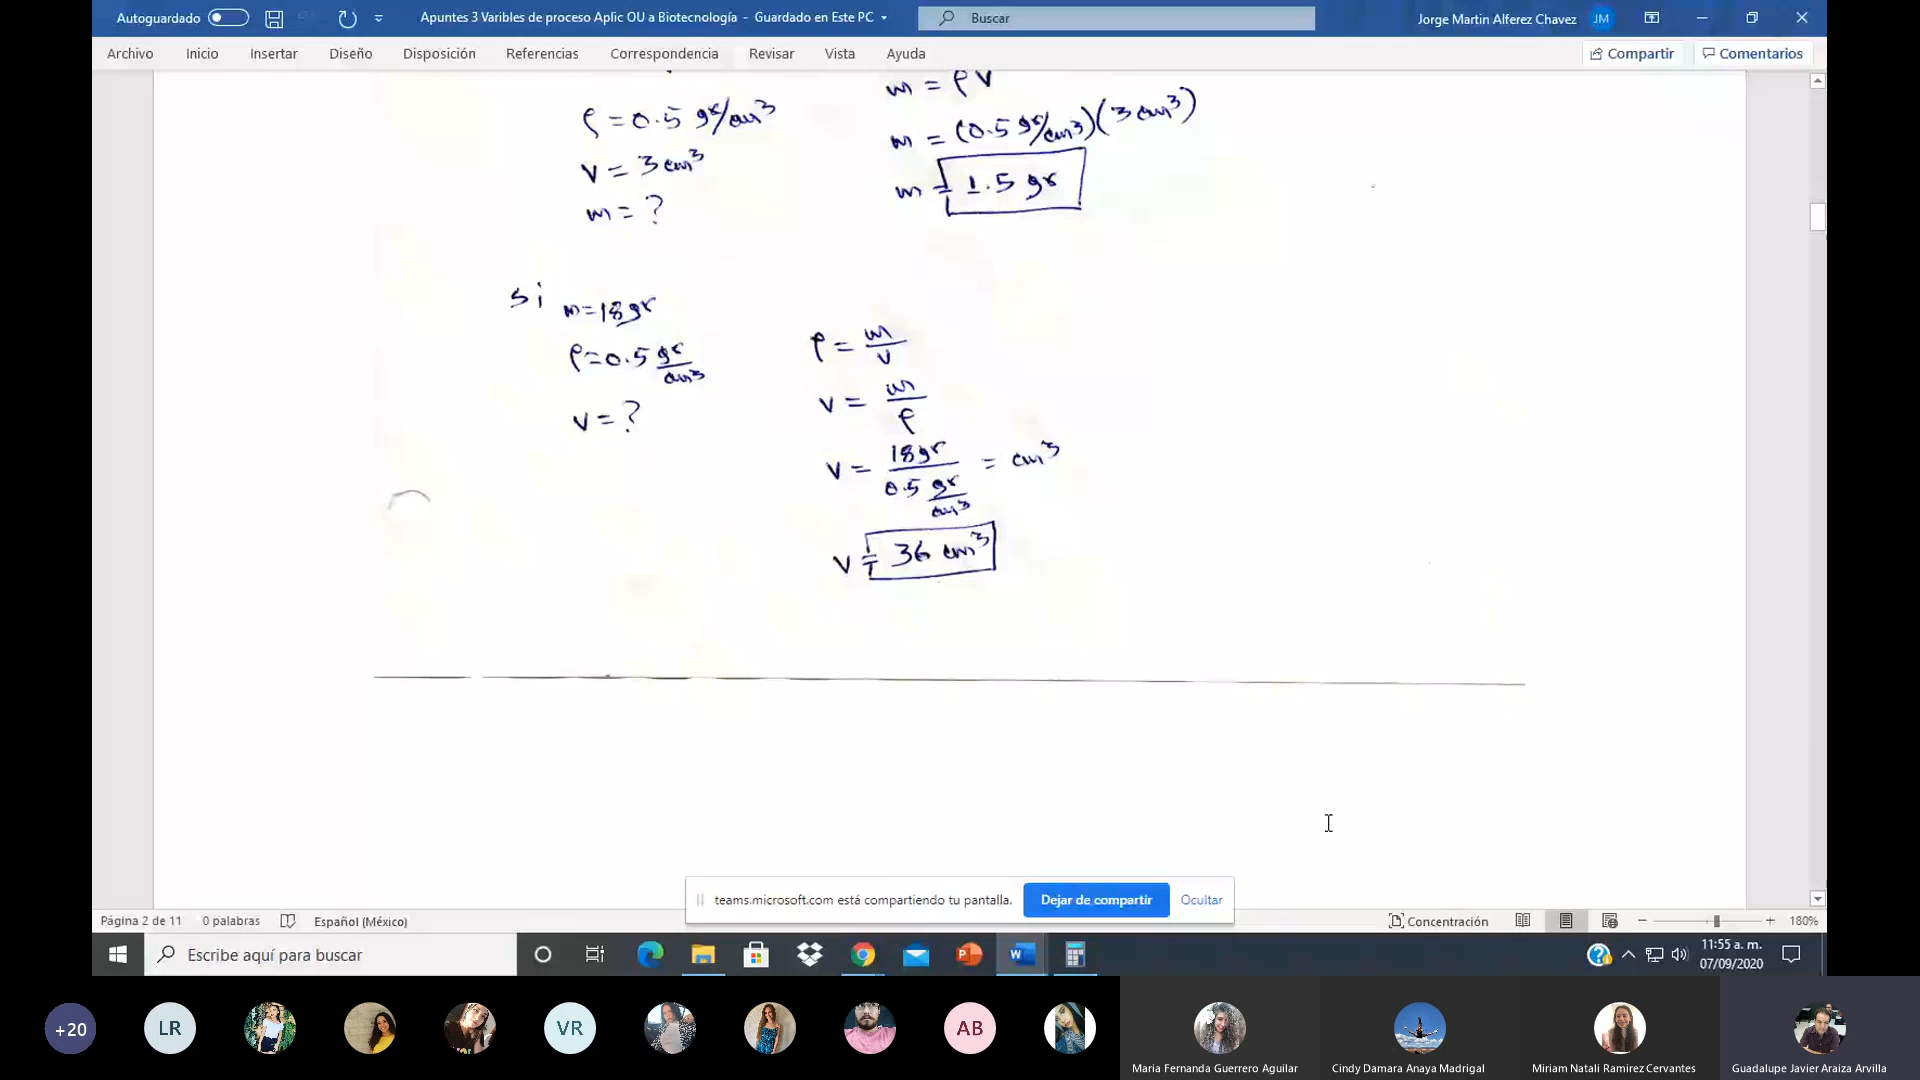 Autoguardado
Apuntes 3 Varibles de proceso Aplic OU a Biotecnología - Guardado en Este PC
Buscar
Jorge Martin Alferez Chavez
JM
Archivo Inicio Insertar Diseño Disposición Referencias Correspondencia Revisar Vista Ayuda
Compartir
Comentarios
ρ = 0.5 gr/cm³
v = 3 cm³
m = ?
m = ρ v
m = (0.5 gr/cm³)(3 cm³)
m = 1.5 gr
si m = 18 gr
ρ = 0.5 gr/cm³
v = ?
ρ = m/v
v = m/ρ
v = 18 gr / 0.5 gr/cm³ = cm³
v = 36 cm³
teams.microsoft.com está compartiendo tu pantalla.
Dejar de compartir
Ocultar
Página 2 de 11
0 palabras
Español (México)
Concentración
180%
Escribe aquí para buscar
11:55 a. m.
07/09/2020
+20
LR
VR
AB
Maria Fernanda Guerrero Aguilar
Cindy Damara Anaya Madrigal
Miriam Natali Ramirez Cervantes
Guadalupe Javier Araiza Arvilla